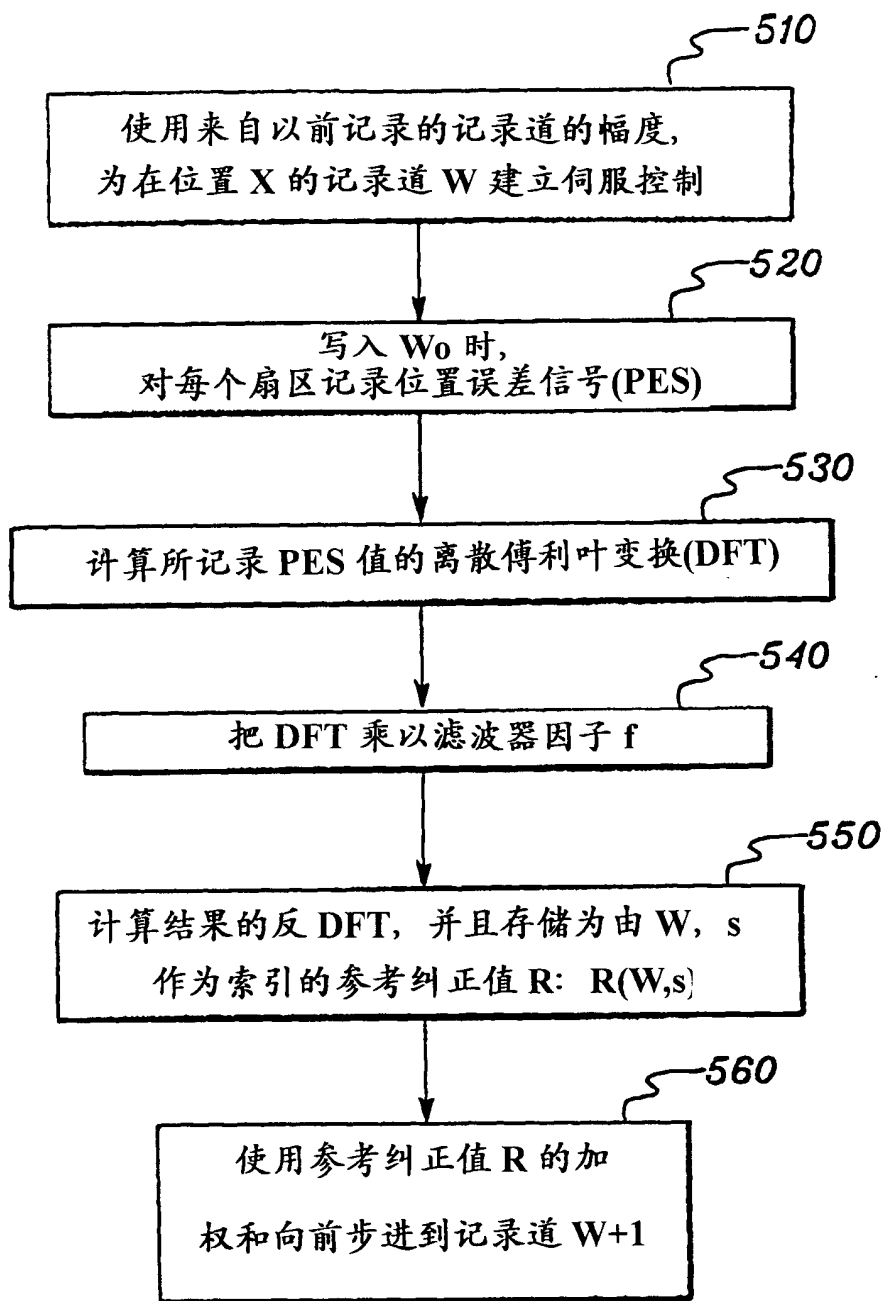 510
使用来自以前记录的记录道的幅度,
为在位置 X 的记录道 W 建立伺服控制
520
写入 Wo 时,
对每个扇区记录位置误差信号(PES)
530
计算所记录 PES 值的离散傅利叶变换(DFT)
540
把 DFT 乘以滤波器因子 f
550
计算结果的反 DFT，并且存储为由 W，s
作为索引的参考纠正值 R：R(W,s)
560
使用参考纠正值 R 的加
权和向前步进到记录道 W+1